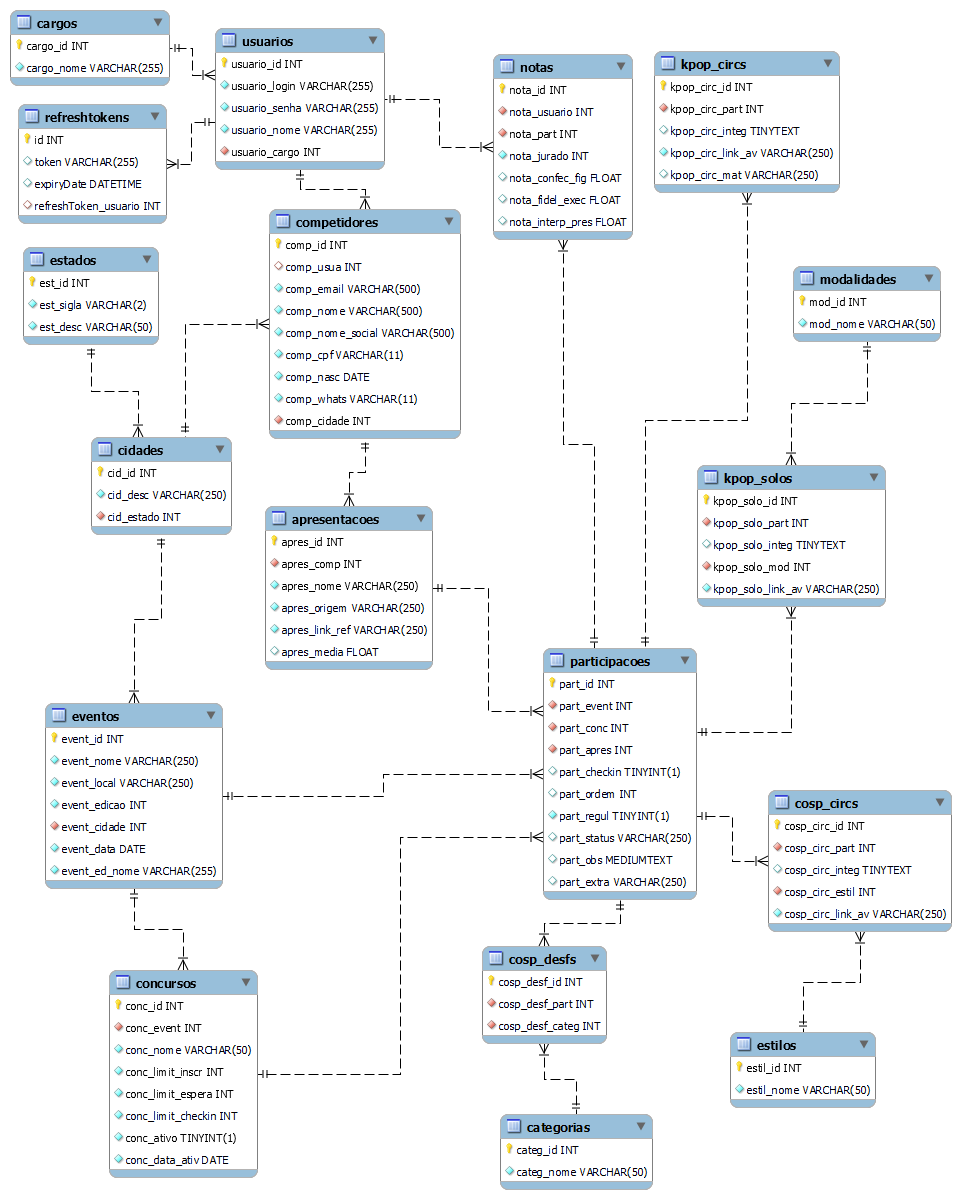 cargos
cargo_id INT
cargo_nome VARCHAR(255)
usuarios
usuario_id INT
usuario_login VARCHAR(255)
usuario_senha VARCHAR(255)
usuario_nome VARCHAR(255)
usuario_cargo INT
notas
nota_id INT
nota_usuario INT
nota_part INT
nota_jurado INT
nota_confec_fig FLOAT
nota_fidel_exec FLOAT
nota_interp_pres FLOAT
kpop_circs
kpop_circ_id INT
kpop_circ_part INT
kpop_circ_integ TINYTEXT
kpop_circ_link_av VARCHAR(250)
kpop_circ_mat VARCHAR(250)
refreshtokens
id INT
token VARCHAR(255)
expiryDate DATETIME
refreshToken_usuario INT
competidores
comp_id INT
comp_usua INT
comp_email VARCHAR(500)
comp_nome VARCHAR(500)
comp_nome_social VARCHAR(500)
comp_cpf VARCHAR(11)
comp_nasc DATE
comp_whats VARCHAR(11)
comp_cidade INT
estados
est_id INT
est_sigla VARCHAR(2)
est_desc VARCHAR(50)
modalidades
mod_id INT
mod_nome VARCHAR(50)
cidades
cid_id INT
cid_desc VARCHAR(250)
cid_estado INT
kpop_solos
kpop_solo_id INT
kpop_solo_part INT
kpop_solo_integ TINYTEXT
kpop_solo_mod INT
kpop_solo_link_av VARCHAR(250)
apresentacoes
apres_id INT
apres_comp INT
apres_nome VARCHAR(250)
apres_origem VARCHAR(250)
apres_link_ref VARCHAR(250)
apres_media FLOAT
participacoes
part_id INT
part_event INT
part_conc INT
part_apres INT
part_checkin TINYINT(1)
part_ordem INT
part_regul TINYINT(1)
part_status VARCHAR(250)
part_obs MEDIUMTEXT
part_extra VARCHAR(250)
eventos
event_id INT
event_nome VARCHAR(250)
event_local VARCHAR(250)
event_edicao INT
event_cidade INT
event_data DATE
event_ed_nome VARCHAR(255)
cosp_circs
cosp_circ_id INT
cosp_circ_part INT
cosp_circ_integ TINYTEXT
cosp_circ_estil INT
cosp_circ_link_av VARCHAR(250)
concursos
conc_id INT
conc_event INT
conc_nome VARCHAR(50)
conc_limit_inscr INT
conc_limit_espera INT
conc_limit_checkin INT
conc_ativo TINYINT(1)
conc_data_ativ DATE
cosp_desfs
cosp_desf_id INT
cosp_desf_part INT
cosp_desf_categ INT
estilos
estil_id INT
estil_nome VARCHAR(50)
categorias
categ_id INT
categ_nome VARCHAR(50)